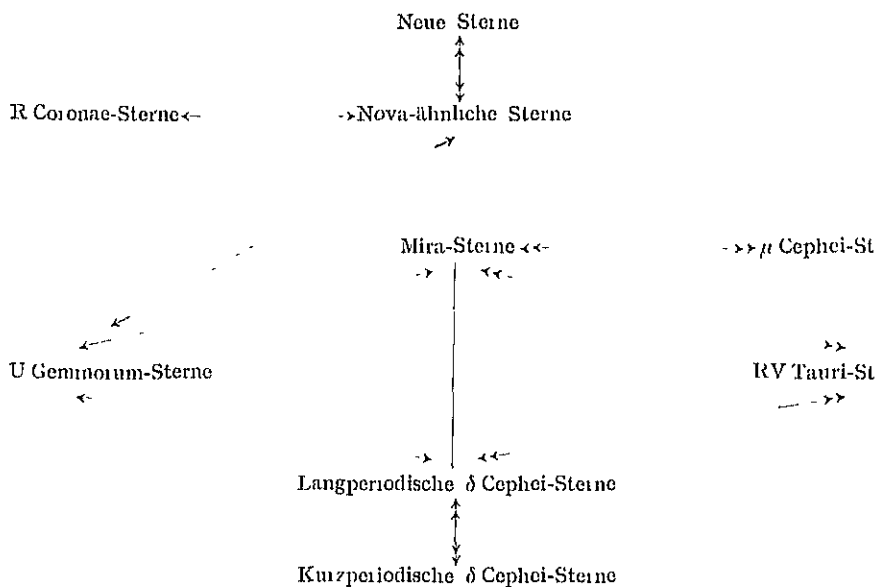 Neue Sterne
R Coronae-Sterne Nova-ähnliche Sterne
Mira-Sterne μ Cephei-St
U Geminorum-Sterne RV Tauri-St
Langperiodische δ Cephei-Sterne
Kurzperiodische δ Cephei-Sterne